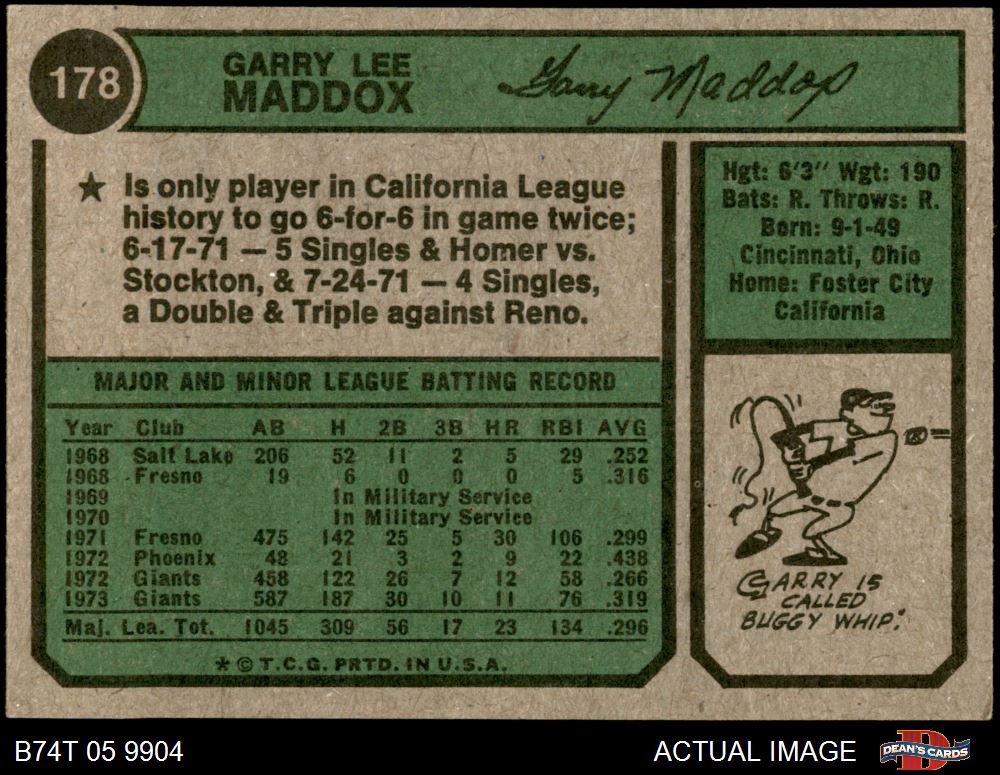 178
GARRY LEE
MADDOX
Garry Maddox
★ Is only player in California League
history to go 6-for-6 in game twice;
6-17-71 — 5 Singles & Homer vs.
Stockton, & 7-24-71 — 4 Singles,
a Double & Triple against Reno.
Hgt: 6'3" Wgt: 190
Bats: R. Throws: R.
Born: 9-1-49
Cincinnati, Ohio
Home: Foster City
California
MAJOR AND MINOR LEAGUE BATTING RECORD
Year Club AB H 2B 3B HR RBI AVG
1968 Salt Lake 206 52 11 2 5 29 .252
1968 Fresno 19 6 0 0 0 5 .316
1969 In Military Service
1970 In Military Service
1971 Fresno 475 142 25 5 30 106 .299
1972 Phoenix 48 21 3 2 9 22 .438
1972 Giants 458 122 26 7 12 58 .266
1973 Giants 587 187 30 10 11 76 .319
Maj. Lea. Tot. 1045 309 56 17 23 134 .296
* © T.C.G. PRTD. IN U.S.A.
GARRY IS
CALLED
BUGGY WHIP."
B74T 05 9904
ACTUAL IMAGE
D
DEAN'S CARDS